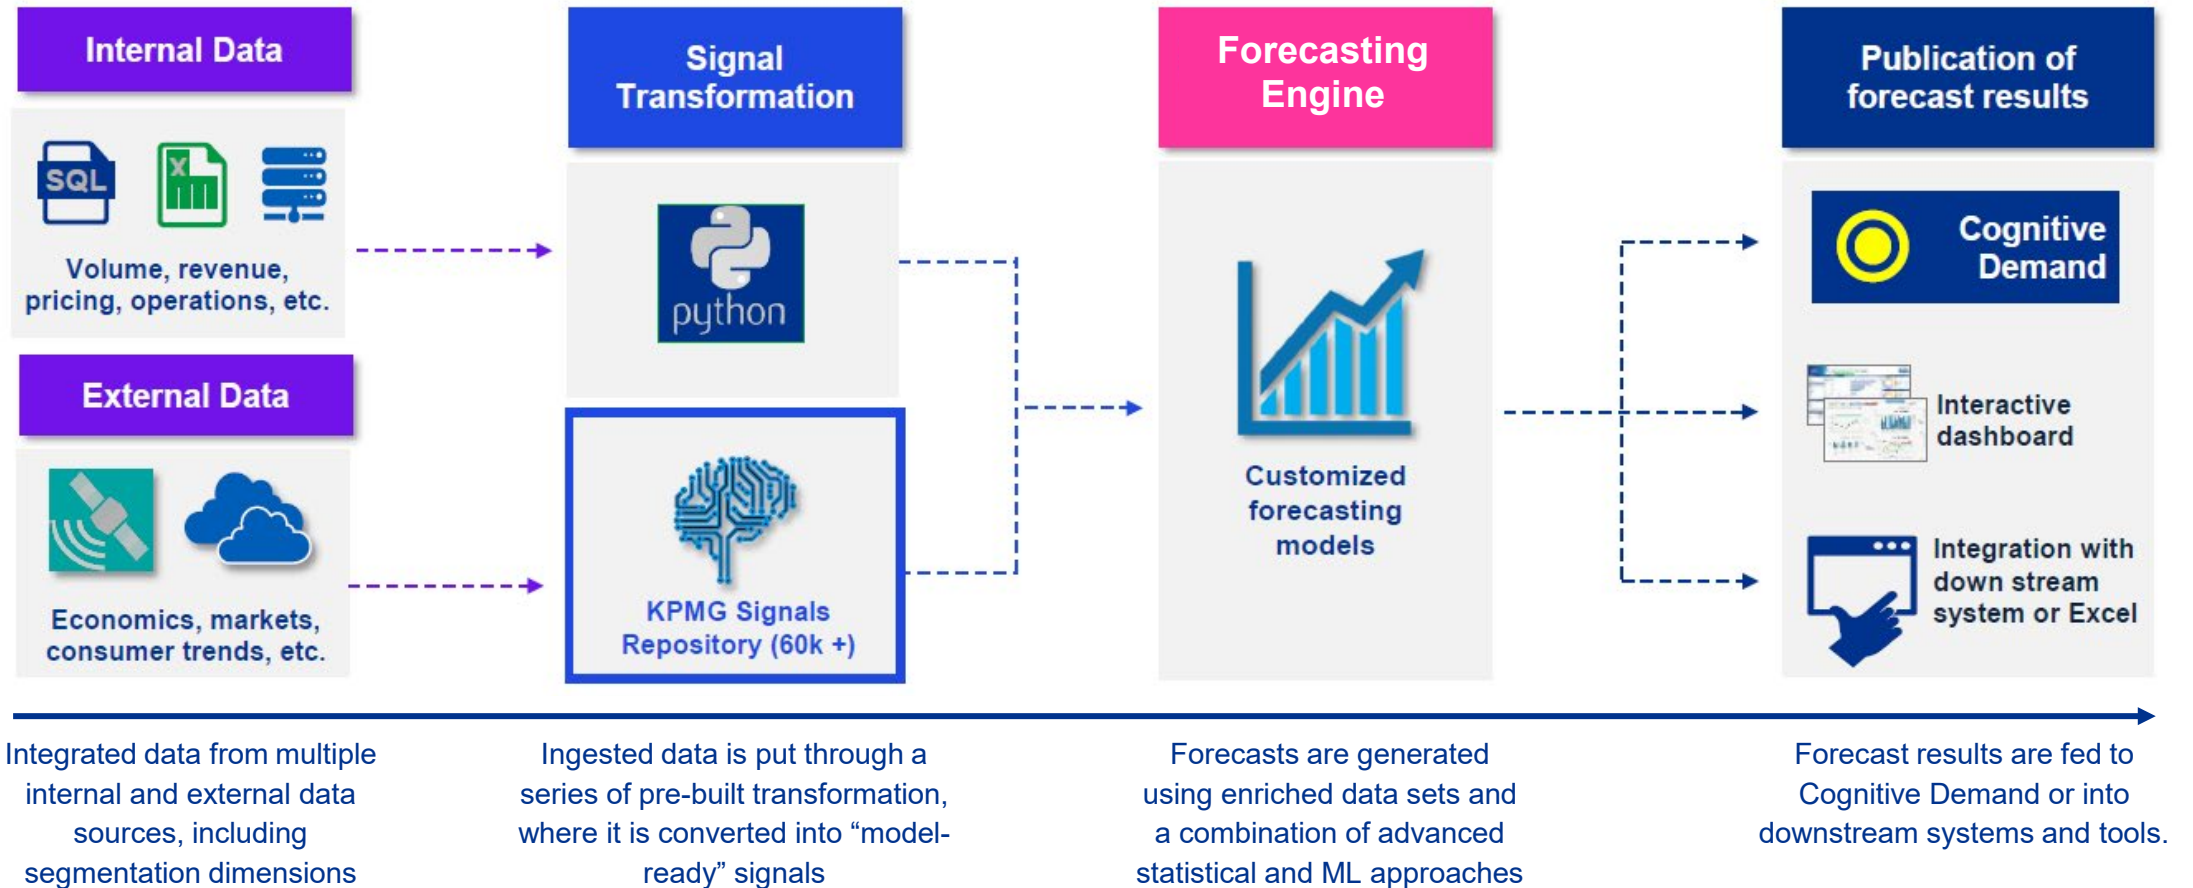 Internal Data
SQL
X
Volume, revenue,
pricing, operations, etc.
External Data
Economics, markets,
consumer trends, etc.
Signal
Transformation
python
KPMG Signals
Repository (60k +)
Forecasting
Engine
Customized
forecasting
models
Publication of
forecast results
Cognitive
Demand
Interactive
dashboard
Integration with
down stream
system or Excel
Integrated data from multiple
internal and external data
sources, including
segmentation dimensions
Ingested data is put through a
series of pre-built transformation,
where it is converted into “model-
ready” signals
Forecasts are generated
using enriched data sets and
a combination of advanced
statistical and ML approaches
Forecast results are fed to
Cognitive Demand or into
downstream systems and tools.